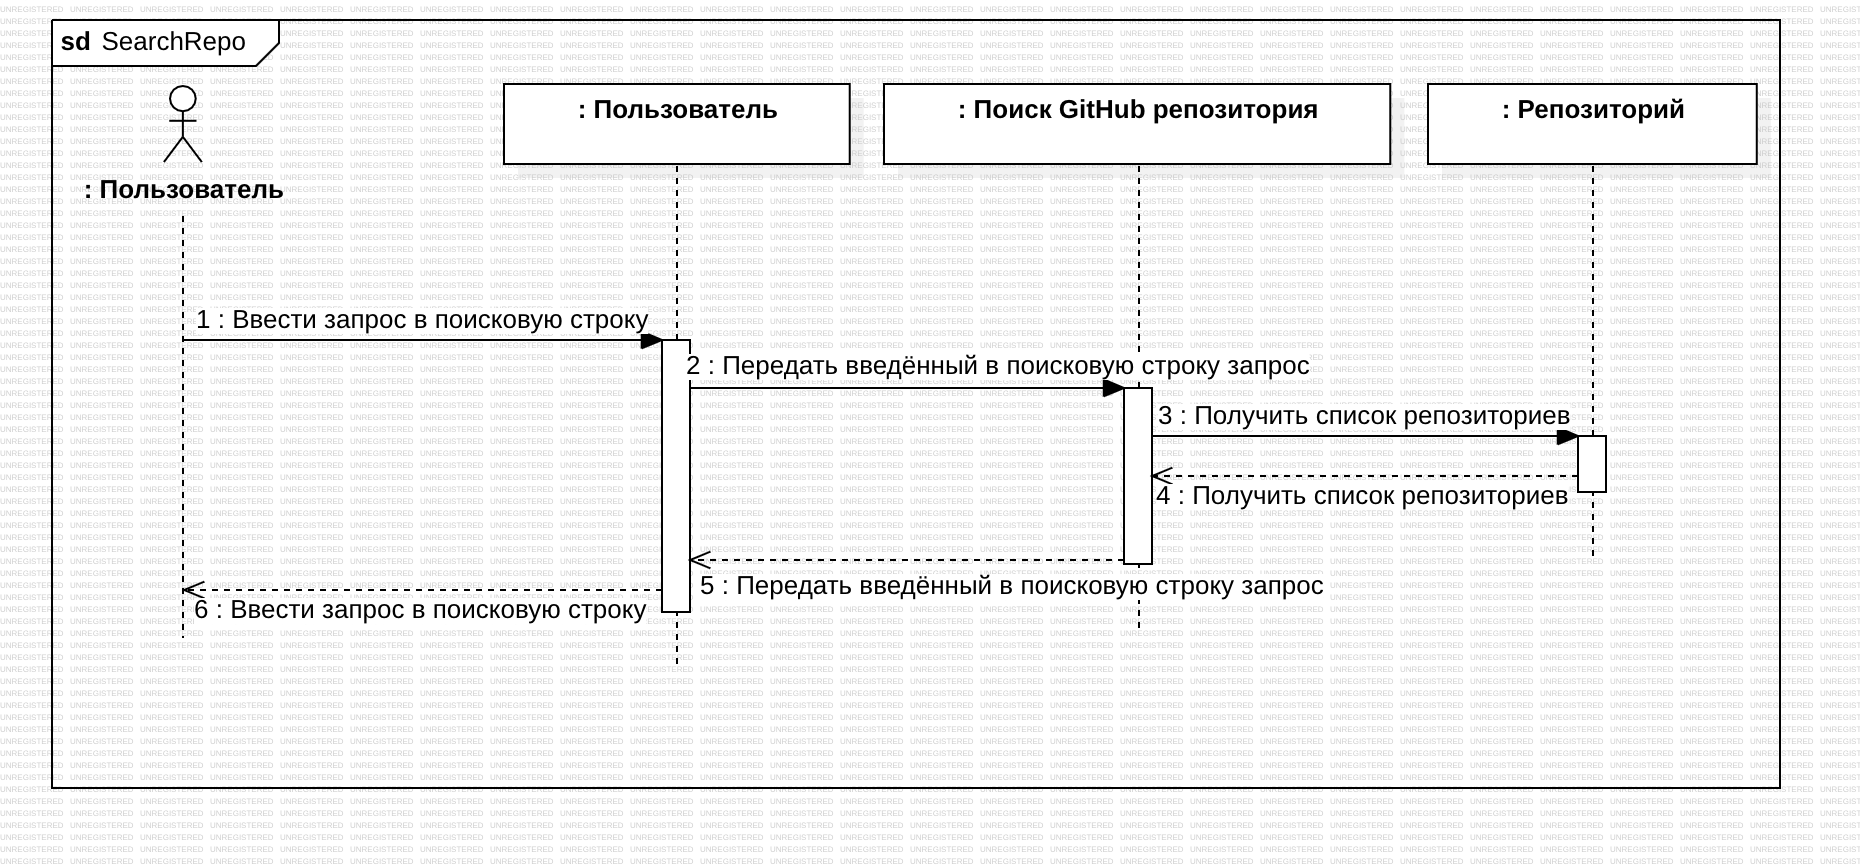 sd SearchRepo
: Пользователь
: Пользователь
: Поиск GitHub репозитория
: Репозиторий
1 : Ввести запрос в поисковую строку
2 : Передать введённый в поисковую строку запрос
3 : Получить список репозиториев
4 : Получить список репозиториев
5 : Передать введённый в поисковую строку запрос
6 : Ввести запрос в поисковую строку
UNREGISTERED